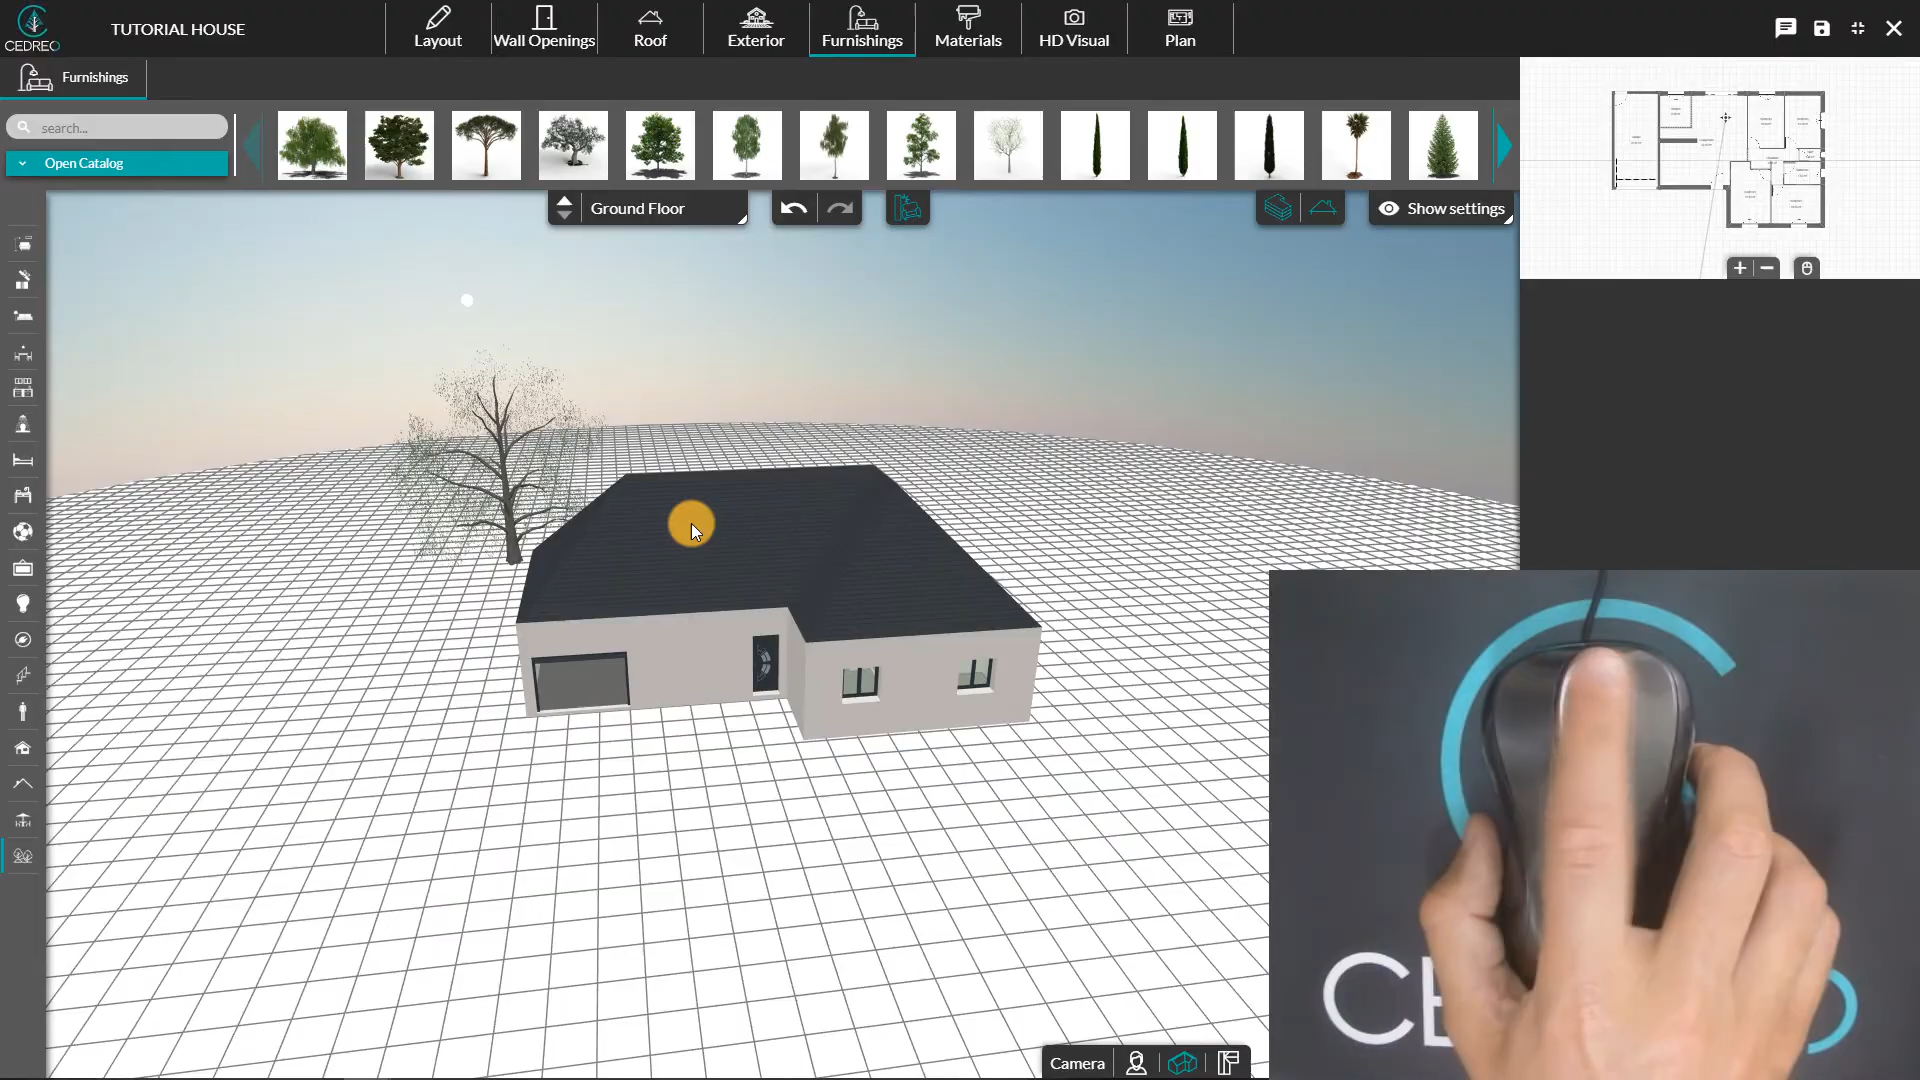 CEDREO
TUTORIAL HOUSE
Layout
Wall Openings
Roof
Exterior
Furnishings
Materials
HD Visual
Plan
Furnishings
search...
Open Catalog
Ground Floor
Show settings
Camera